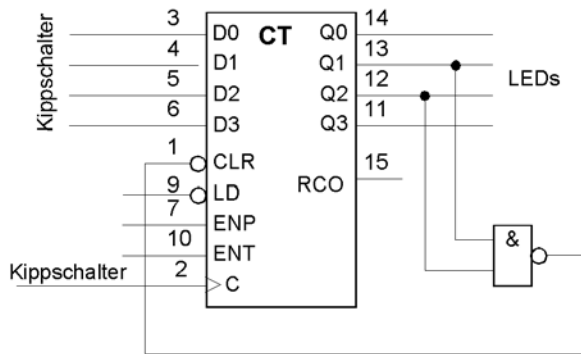 Kippschalter
3 D0 CT Q0 14
4 D1 Q1 13
5 D2 Q2 12
6 D3 Q3 11
LEDs
1 CLR
RCO 15
9 LD
7 ENP
10 ENT
Kippschalter 2 C
&